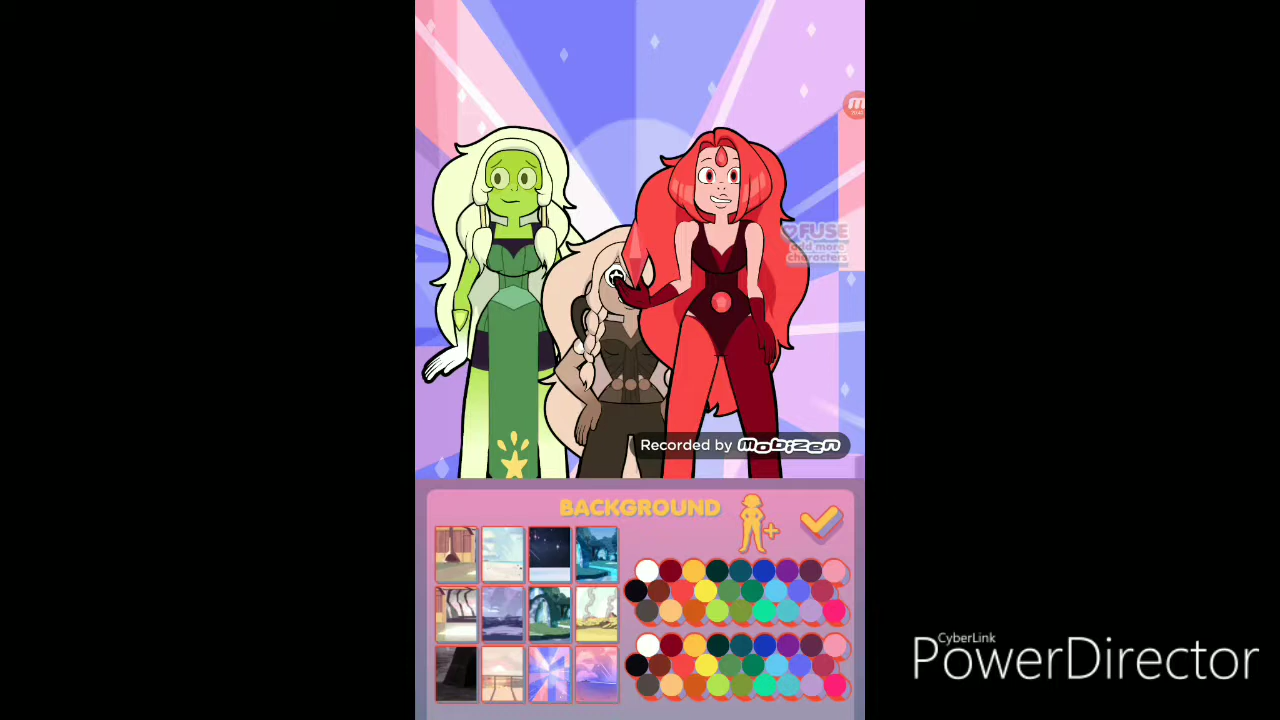 FUSE
add more
characters
Recorded by mobizen
BACKGROUND
CyberLink
PowerDirector